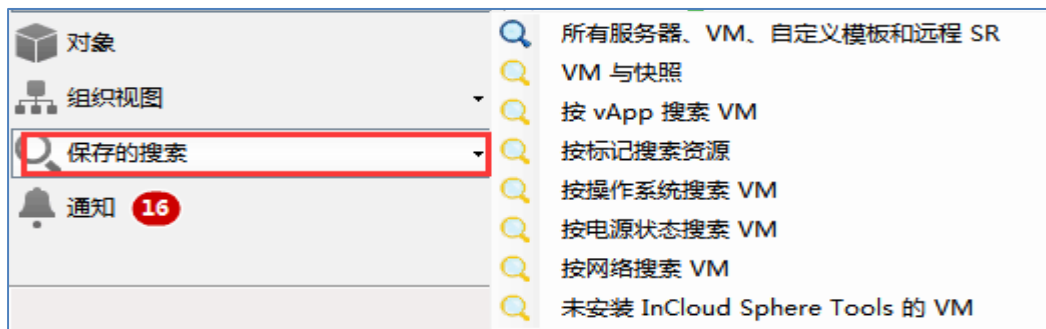 对象
组织视图
保存的搜索
通知 16
所有服务器、VM、自定义模板和远程 SR
VM 与快照
按 vApp 搜索 VM
按标记搜索资源
按操作系统搜索 VM
按电源状态搜索 VM
按网络搜索 VM
未安装 InCloud Sphere Tools 的 VM